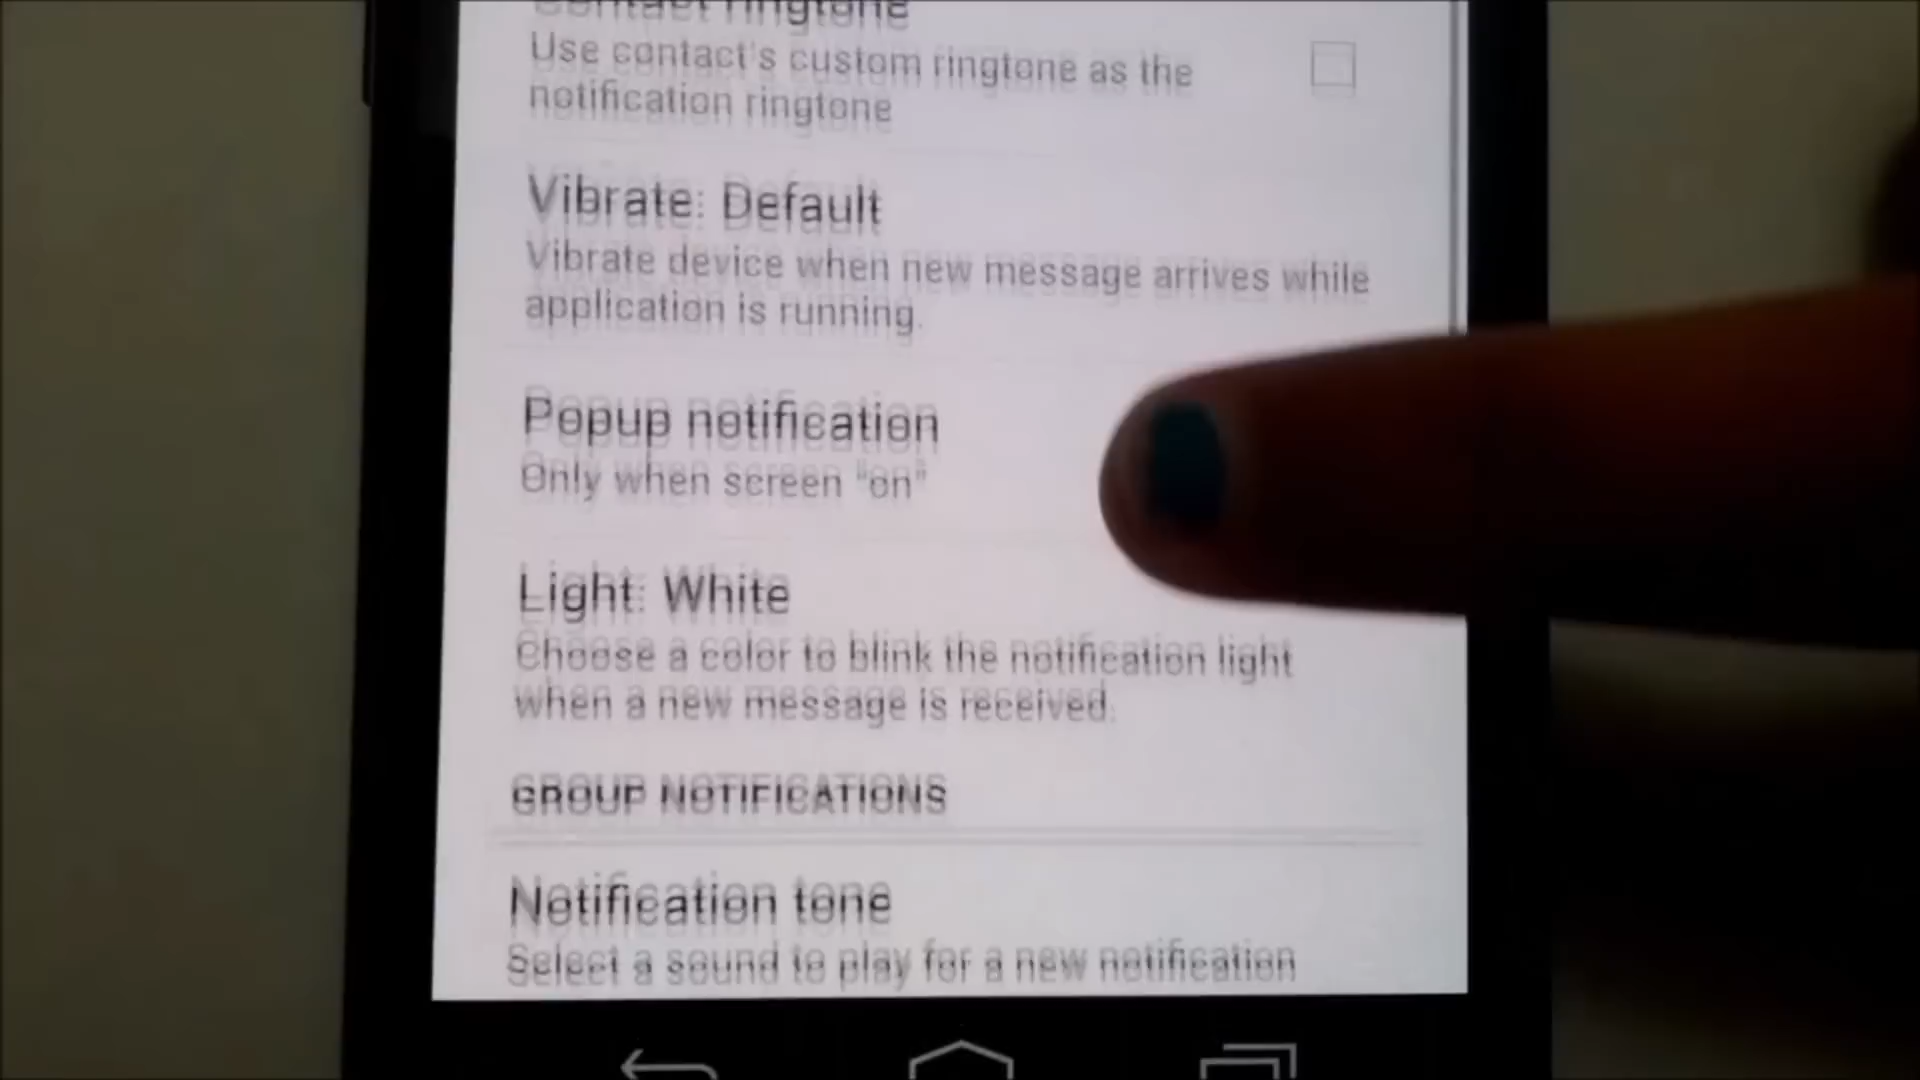 Contact ringtone
Use contact's custom ringtone as the
notification ringtone
Vibrate: Default
Vibrate device when new message arrives while
application is running.
Popup notification
Only when screen "on"
Light: White
Choose a color to blink the notification light
when a new message is received.
GROUP NOTIFICATIONS
Notification tone
Select a sound to play for a new notification